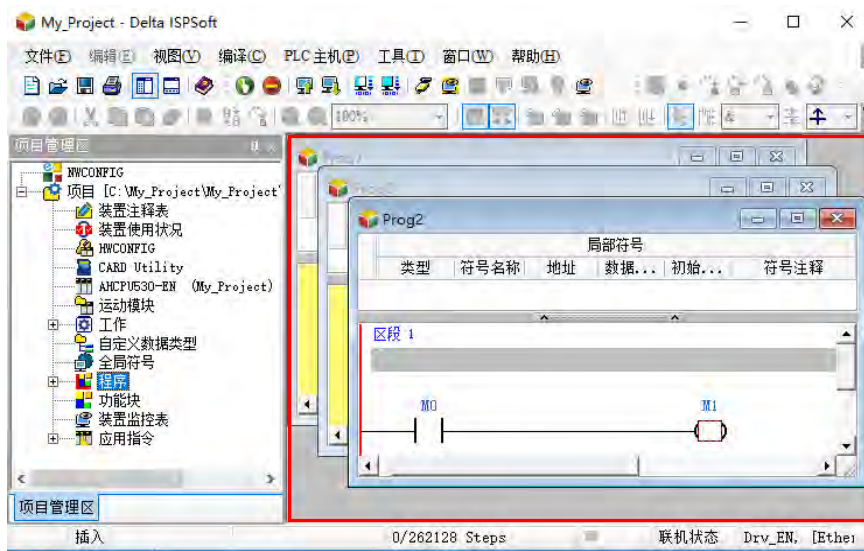 My_Project - Delta ISPSoft
文件(F) 编辑(E) 视图(V) 编译(C) PLC 主机(P) 工具(T) 窗口(W) 帮助(H)
100%
项目管理区
NWCONFIG
项目 [C:\My_Project\My_Project'
装置注释表
装置使用状况
HWCONFIG
CARD Utility
AHCPU530-EN (My_Project)
运动模块
工作
自定义数据类型
全局符号
程序
功能块
装置监控表
应用指令
项目管理区
Prog2
局部符号
类型 符号名称 地址 数据... 初始... 符号注释
区段 1
M0 M1
插入 0/262128 Steps 联机状态 Drv_EN, [Ether